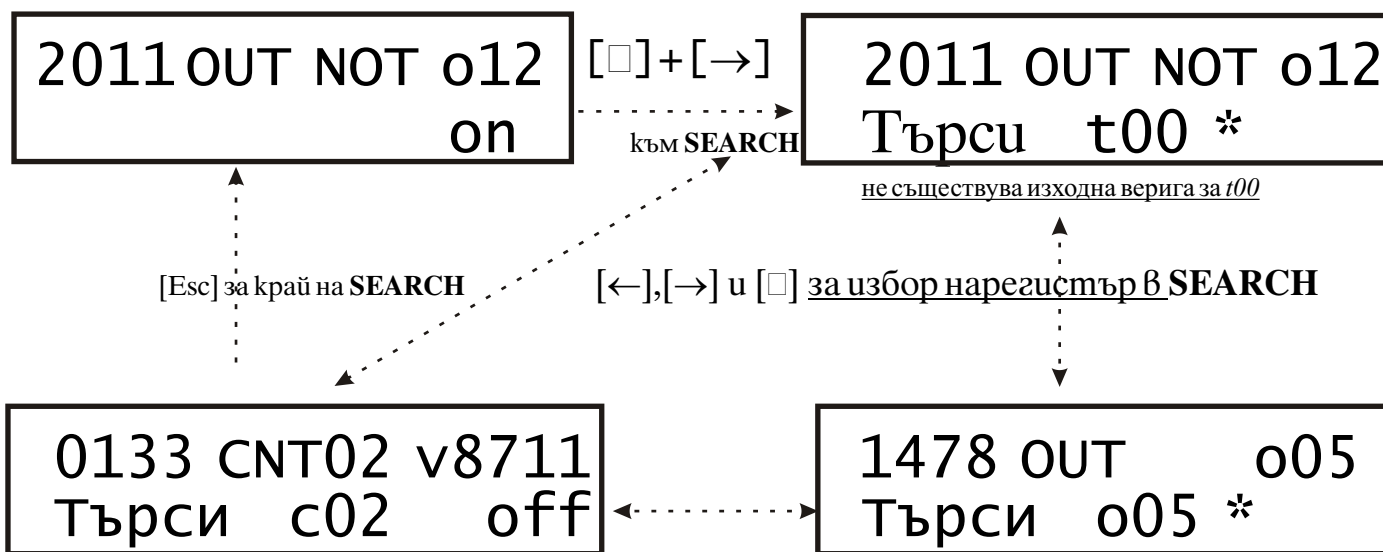 2011 OUT NOT o12
on
[□]+[→]
към SEARCH
2011 OUT NOT o12
Търси t00 *
не съществува изходна верига за t00
[Esc] за край на SEARCH
[←],[→] и [□] за избор нарегистър в SEARCH
0133 CNT02 v8711
Търси c02 off
1478 OUT o05
Търси o05 *